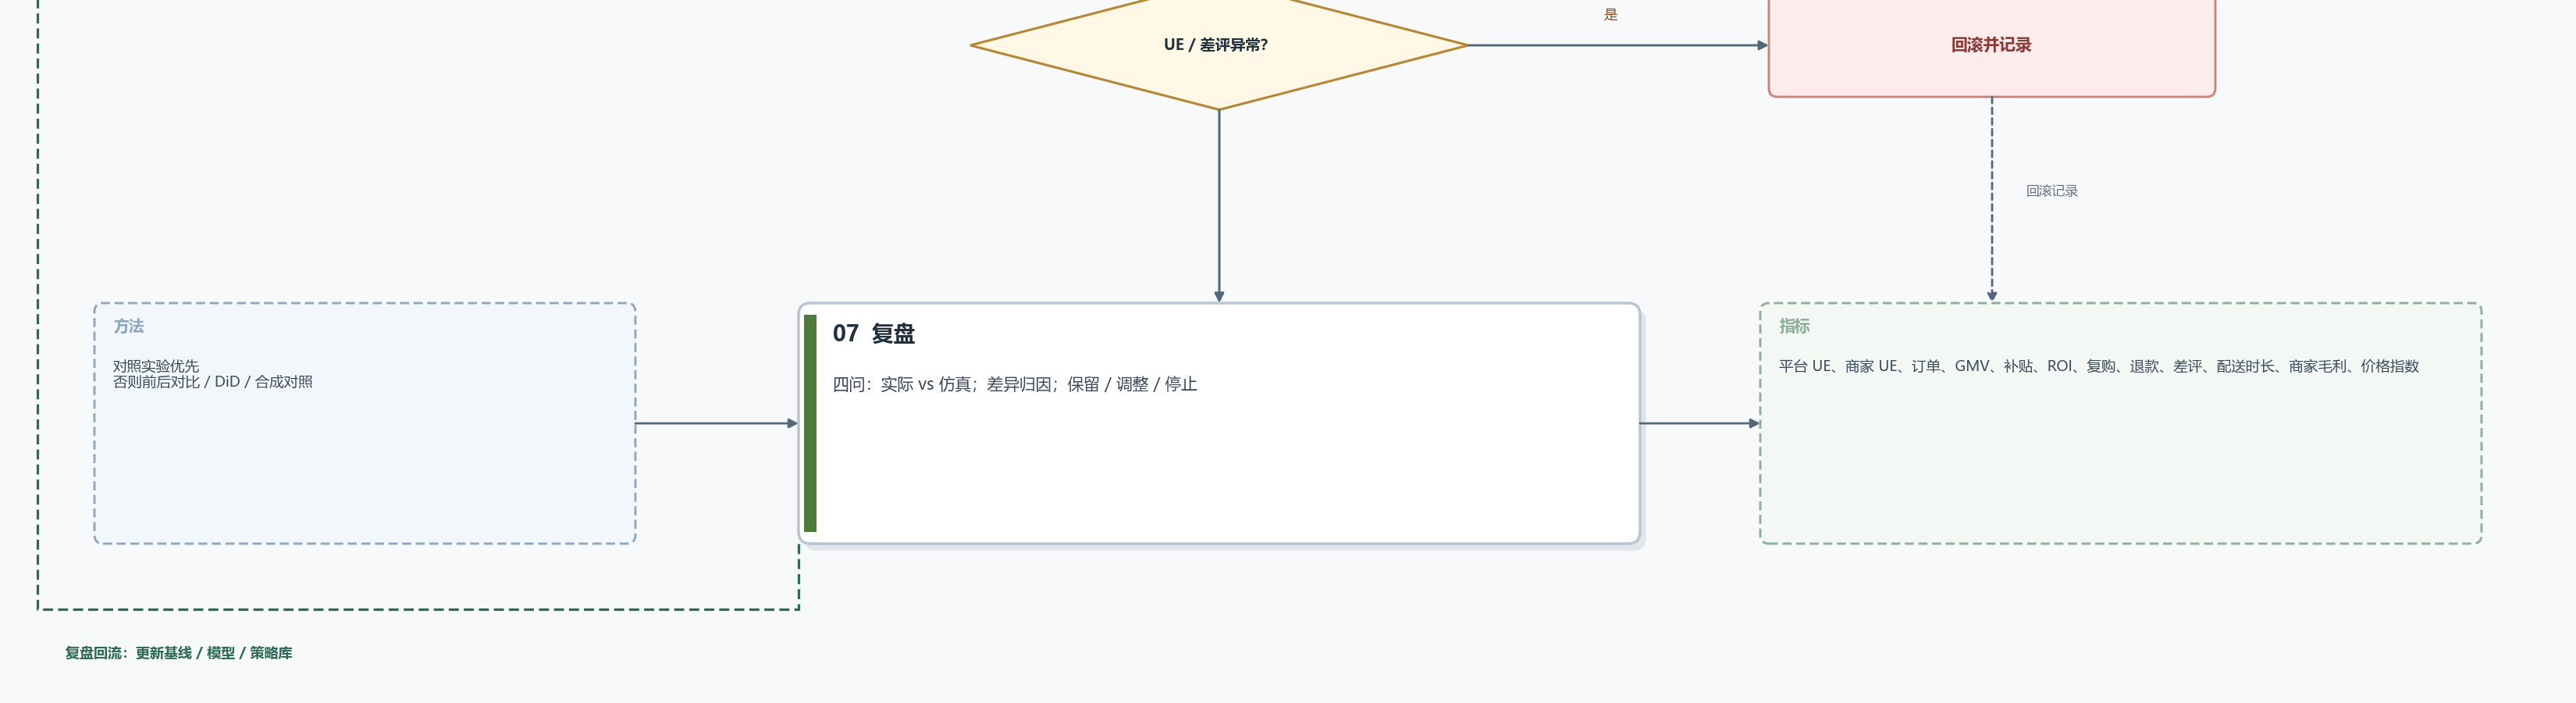 是
UE / 差评异常?
回滚并记录
回滚记录
方法
对照实验优先
否则前后对比 / DiD / 合成对照
07 复盘
四问：实际 vs 仿真；差异归因；保留 / 调整 / 停止
指标
平台 UE、商家 UE、订单、GMV、补贴、ROI、复购、退款、差评、配送时长、商家毛利、价格指数
复盘回流：更新基线 / 模型 / 策略库